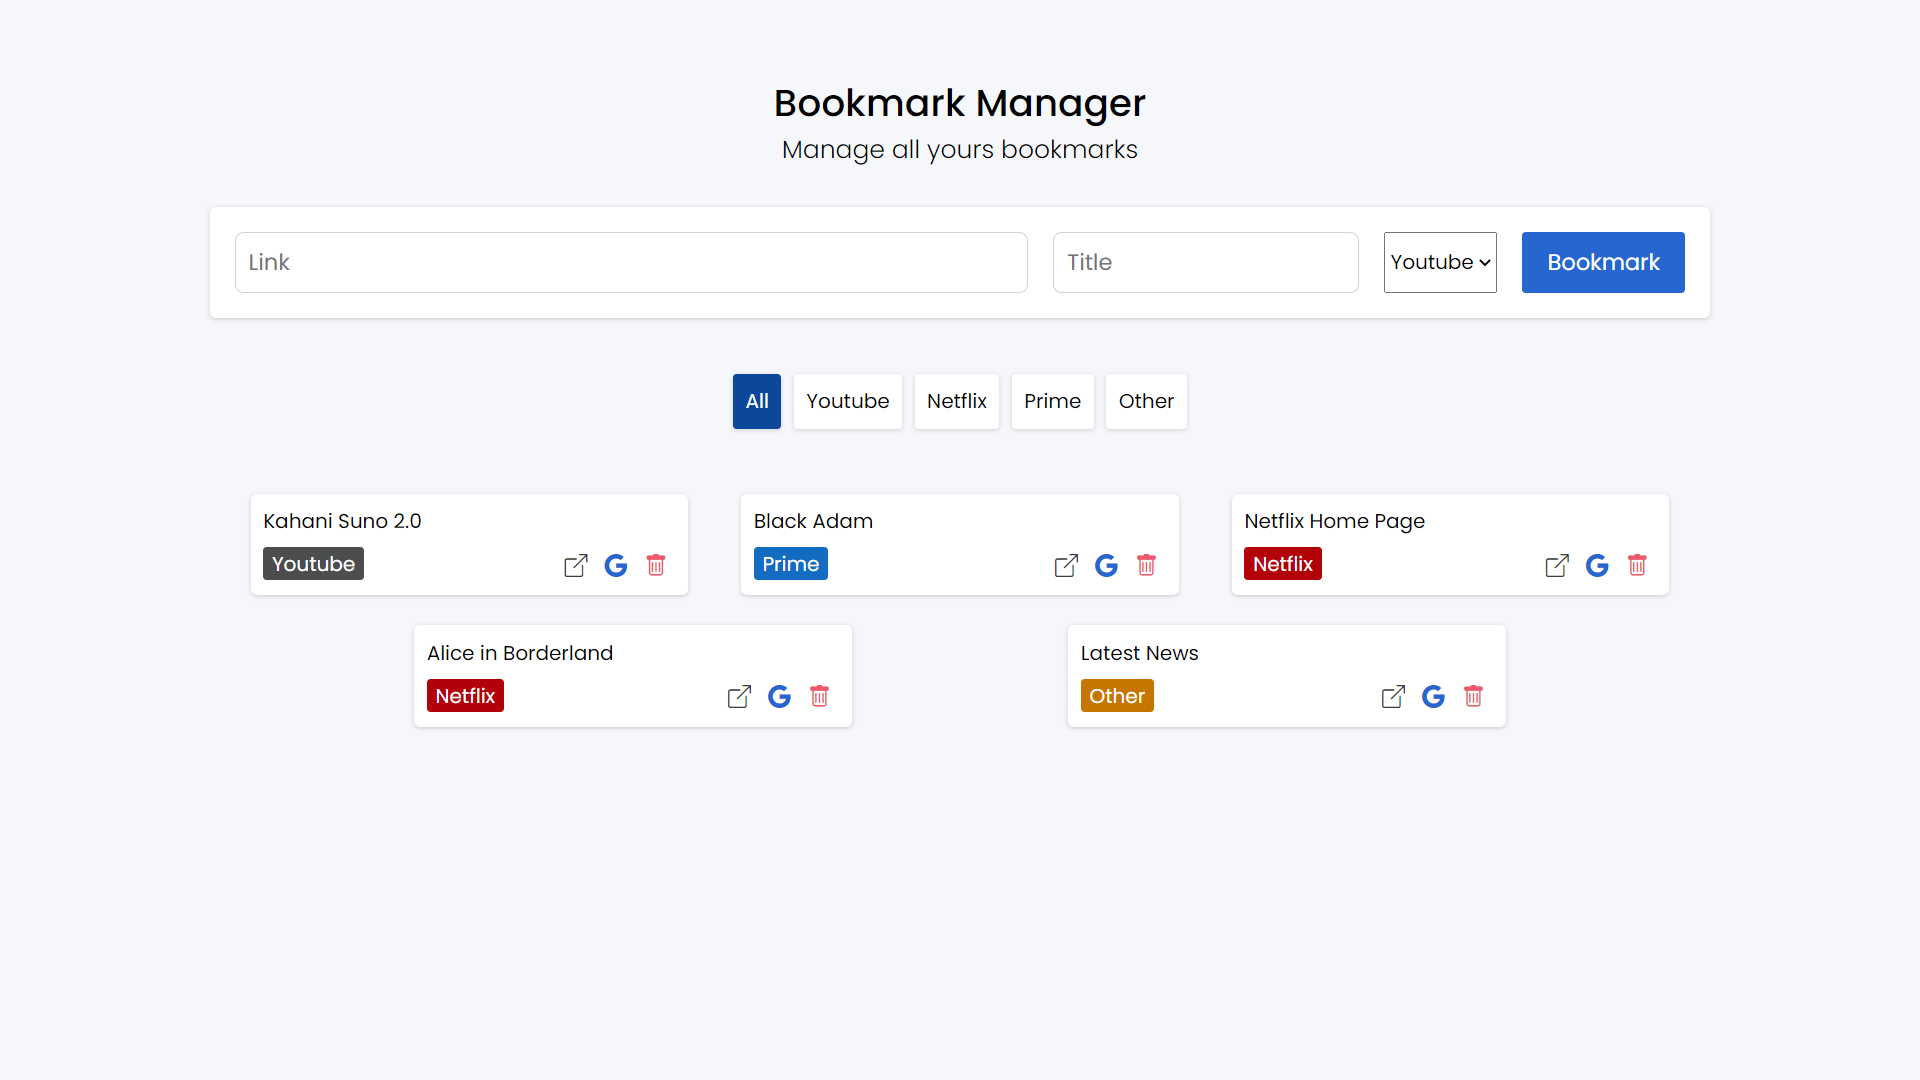 Bookmark Manager
Manage all yours bookmarks
Link
Title
Youtube
Bookmark
All
Youtube
Netflix
Prime
Other
Kahani Suno 2.0
Youtube
Black Adam
Prime
Netflix Home Page
Netflix
Alice in Borderland
Netflix
Latest News
Other